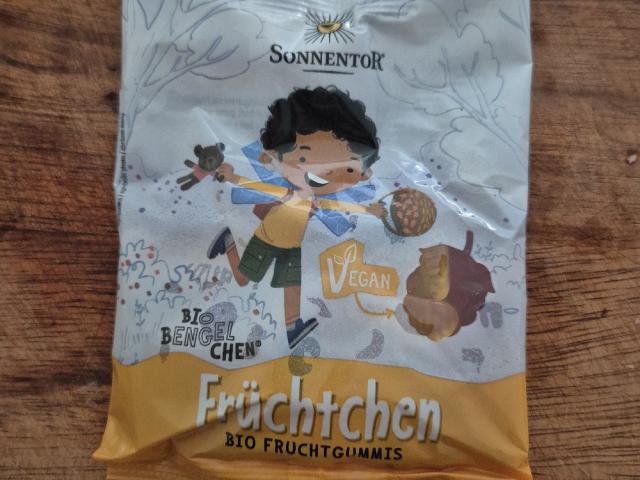 SONNENTOR®
VEGAN
BIO
BENGEL
CHEN®
Früchtchen
BIO FRUCHTGUMMIS